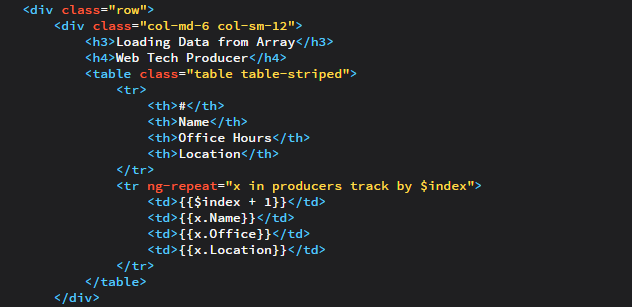 <div class="row">
<div class="col-md-6 col-sm-12">
<h3>Loading Data from Array</h3>
<h4>Web Tech Producer</h4>
<table class="table table-striped">
<tr>
<th>#</th>
<th>Name</th>
<th>Office Hours</th>
<th>Location</th>
</tr>
<tr ng-repeat="x in producers track by $index">
<td>{{$index + 1}}</td>
<td>{{x.Name}}</td>
<td>{{x.Office}}</td>
<td>{{x.Location}}</td>
</tr>
</table>
</div>